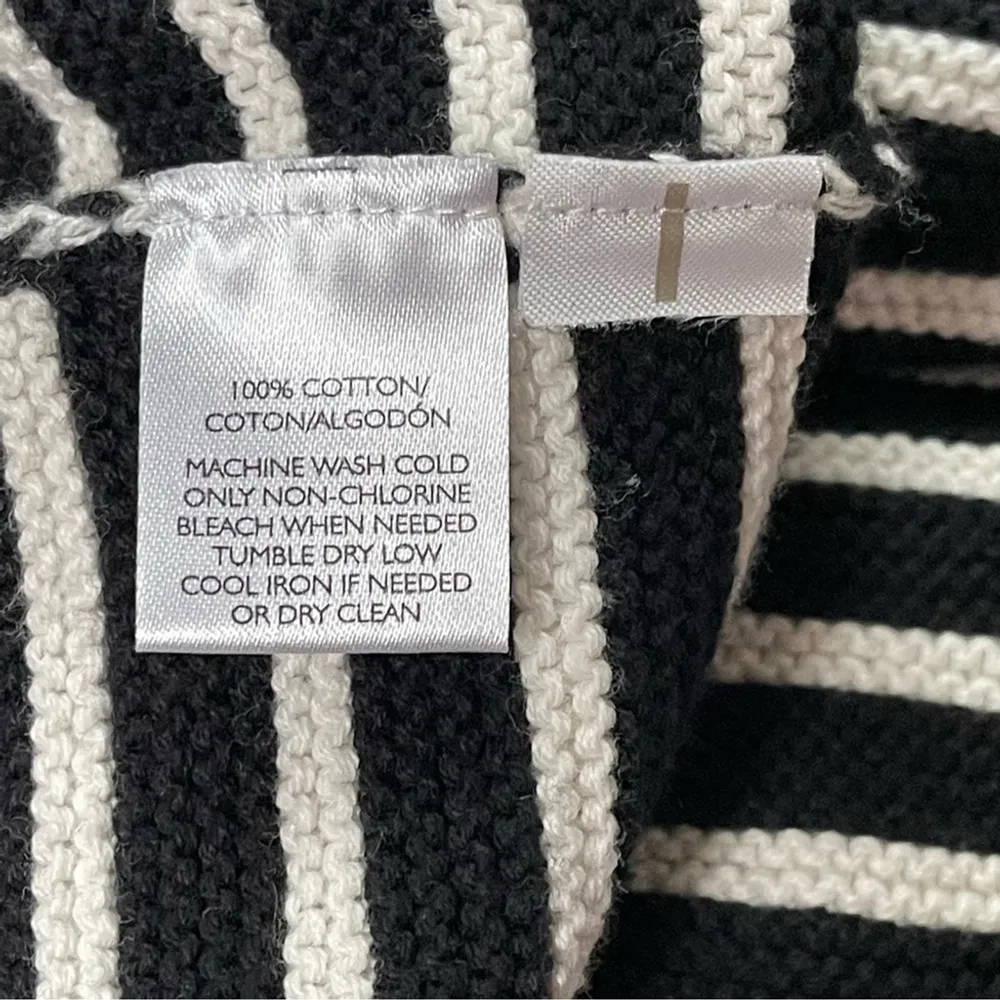 100% COTTON/
COTON/ALGODÓN
MACHINE WASH COLD
ONLY NON-CHLORINE
BLEACH WHEN NEEDED
TUMBLE DRY LOW
COOL IRON IF NEEDED
OR DRY CLEAN